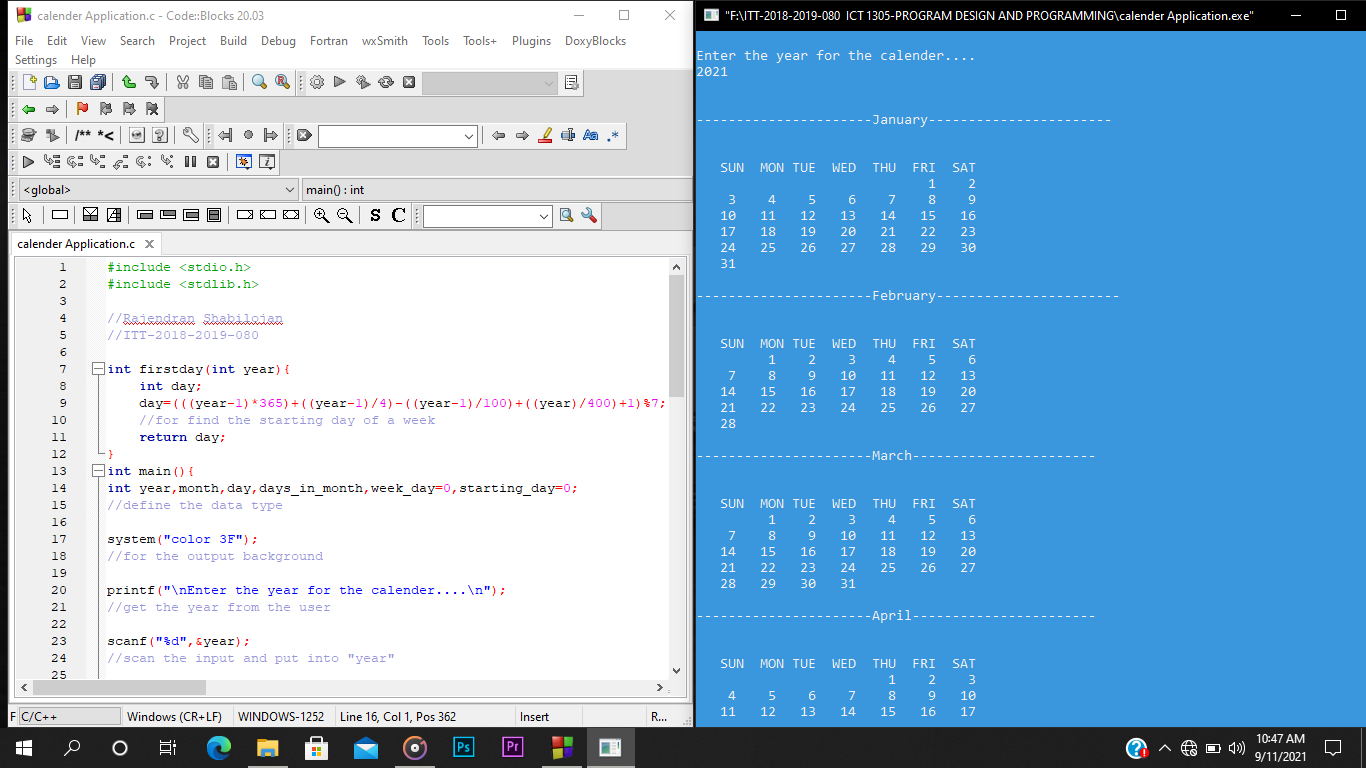 calender Application.c - Code::Blocks 20.03
File Edit View Search Project Build Debug Fortran wxSmith Tools Tools+ Plugins DoxyBlocks
Settings Help
/** *<
Aa .*
<global> main() : int
S C
calender Application.c
1 #include <stdio.h>
2 #include <stdlib.h>
3
4 //Rajendran Shabilojan
5 //ITT-2018-2019-080
6
7 int firstday(int year){
8 int day;
9 day=(((year-1)*365)+((year-1)/4)-((year-1)/100)+((year)/400)+1)%7;
10 //for find the starting day of a week
11 return day;
12 }
13 int main(){
14 int year,month,day,days_in_month,week_day=0,starting_day=0;
15 //define the data type
16
17 system("color 3F");
18 //for the output background
19
20 printf("\nEnter the year for the calender....\n");
21 //get the year from the user
22
23 scanf("%d",&year);
24 //scan the input and put into "year"
25
F C/C++ Windows (CR+LF) WINDOWS-1252 Line 16, Col 1, Pos 362 Insert R...
"F:\ITT-2018-2019-080 ICT 1305-PROGRAM DESIGN AND PROGRAMMING\calender Application.exe"
Enter the year for the calender....
2021
----------------------January-----------------------
SUN MON TUE WED THU FRI SAT
1 2
3 4 5 6 7 8 9
10 11 12 13 14 15 16
17 18 19 20 21 22 23
24 25 26 27 28 29 30
31
----------------------February-----------------------
SUN MON TUE WED THU FRI SAT
1 2 3 4 5 6
7 8 9 10 11 12 13
14 15 16 17 18 19 20
21 22 23 24 25 26 27
28
----------------------March-----------------------
SUN MON TUE WED THU FRI SAT
1 2 3 4 5 6
7 8 9 10 11 12 13
14 15 16 17 18 19 20
21 22 23 24 25 26 27
28 29 30 31
----------------------April-----------------------
SUN MON TUE WED THU FRI SAT
1 2 3
4 5 6 7 8 9 10
11 12 13 14 15 16 17
Ps Pr
10:47 AM
9/11/2021